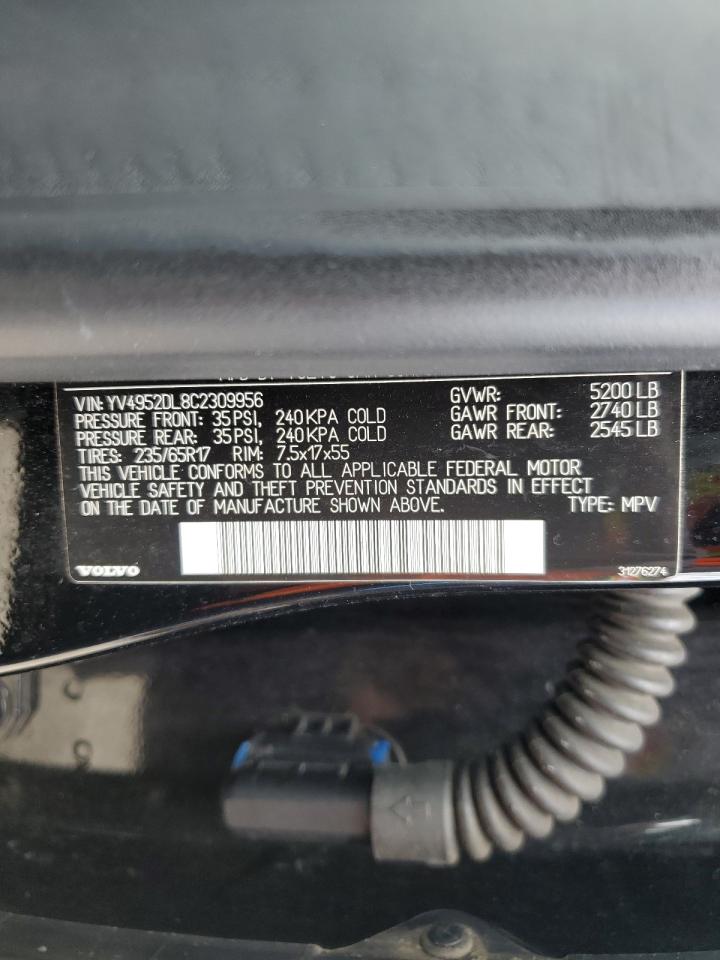 VIN: YV4952DL8C2309956
PRESSURE FRONT: 35 PSI, 240 KPA COLD
PRESSURE REAR: 35 PSI, 240 KPA COLD
TIRES: 235/65R17 RIM: 7.5x17x55
GVWR: 5200 LB
GAWR FRONT: 2740 LB
GAWR REAR: 2545 LB
THIS VEHICLE CONFORMS TO ALL APPLICABLE FEDERAL MOTOR
VEHICLE SAFETY AND THEFT PREVENTION STANDARDS IN EFFECT
ON THE DATE OF MANUFACTURE SHOWN ABOVE.
TYPE: MPV
VOLVO
31276274